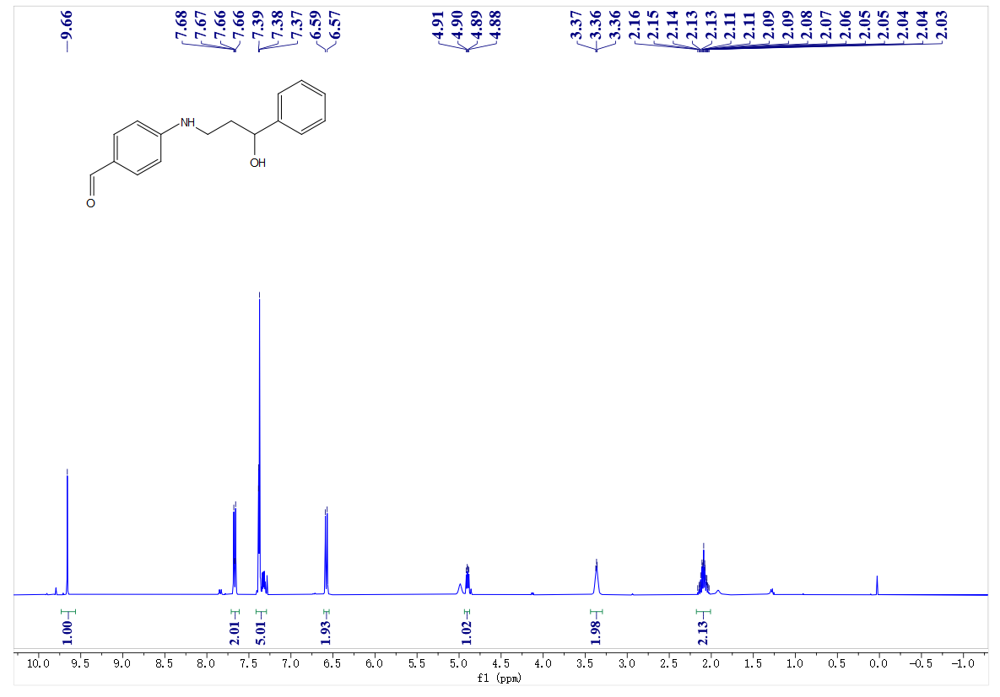 9.66 7.68 7.67 7.66 7.66 7.39 7.38 7.37 6.59 6.57 4.91 4.90 4.89 4.88 3.37 3.36 3.36 2.16 2.15 2.14 2.13 2.13 2.11 2.11 2.09 2.09 2.08 2.07 2.06 2.05 2.05 2.04 2.04 2.03
NH
OH
O
1.00 2.01 5.01 1.93 1.02 1.98 2.13
10.0 9.5 9.0 8.5 8.0 7.5 7.0 6.5 6.0 5.5 5.0 4.5 4.0 3.5 3.0 2.5 2.0 1.5 1.0 0.5 0.0 -0.5 -1.0
f1 (ppm)